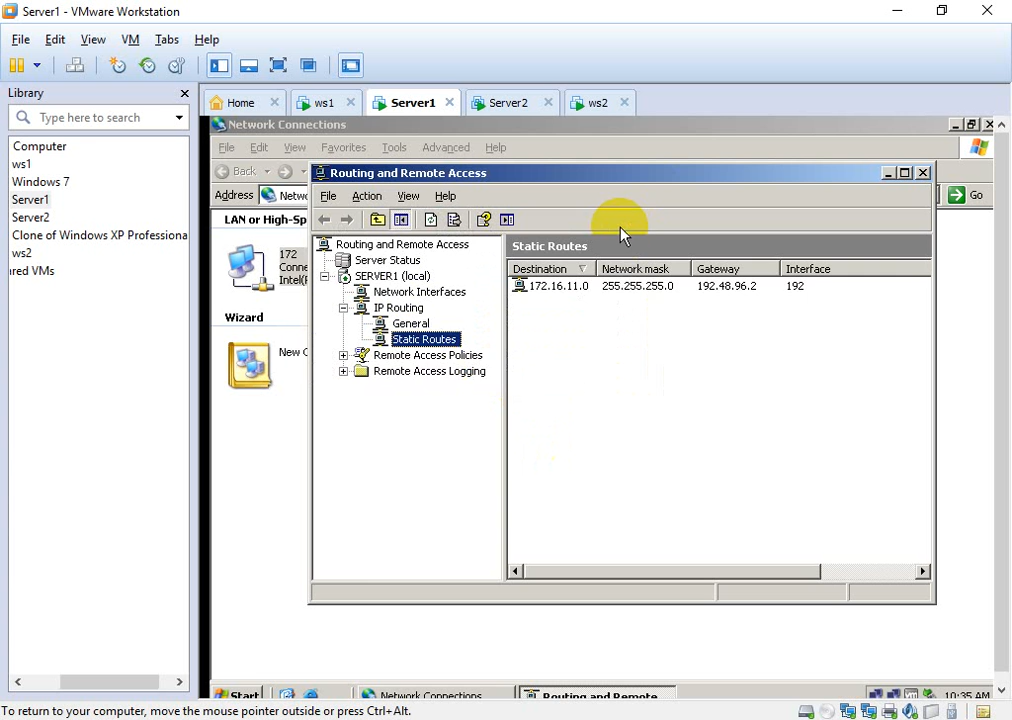 Server1 - VMware Workstation
File Edit View VM Tabs Help
Library
Type here to search
Computer
ws1
Windows 7
Server1
Server2
Clone of Windows XP Professiona
ws2
ared VMs
Home ws1 Server1 Server2 ws2
Network Connections
File Edit View Favorites Tools Advanced Help
Back
Address Netwo
Go
LAN or High-Sp
172
Conne
Intel(F
Wizard
New C
Routing and Remote Access
File Action View Help
Routing and Remote Access
Server Status
SERVER1 (local)
Network Interfaces
IP Routing
General
Static Routes
Remote Access Policies
Remote Access Logging
Static Routes
Destination Network mask Gateway Interface
172.16.11.0 255.255.255.0 192.48.96.2 192
Start Network Connections Routing and Remote 10:35 AM
To return to your computer, move the mouse pointer outside or press Ctrl+Alt.